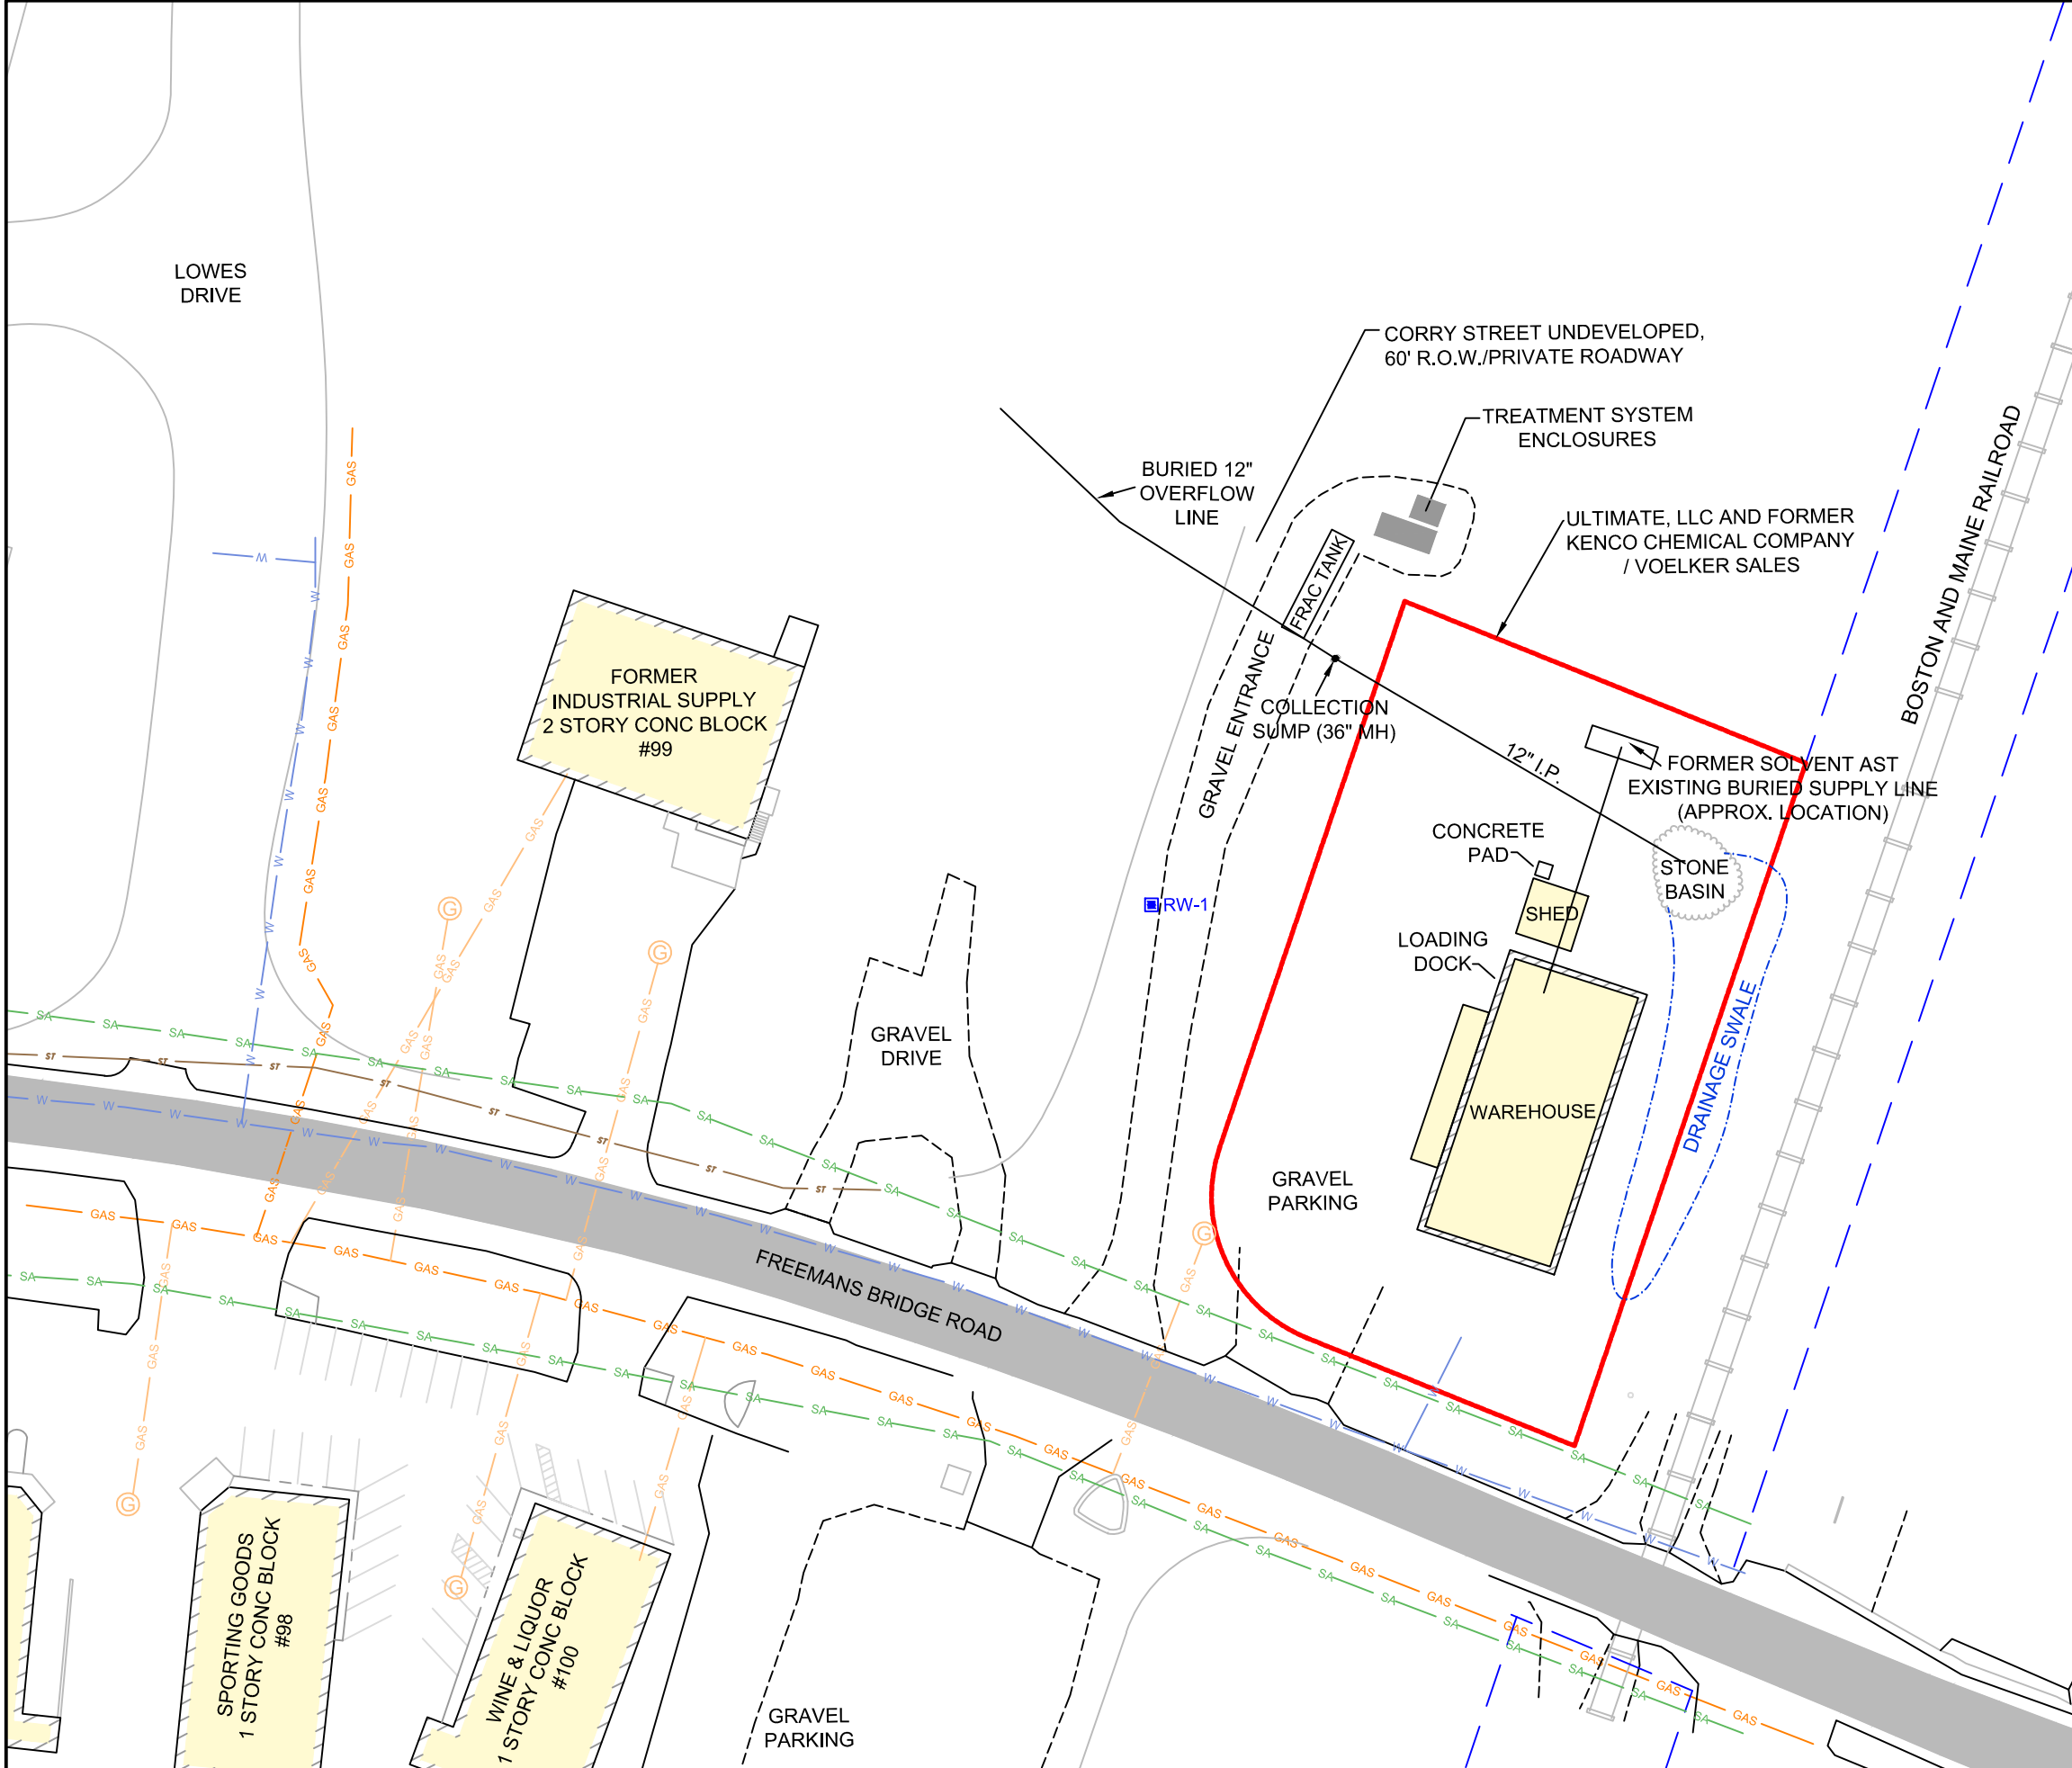 LOWES
DRIVE
CORRY STREET UNDEVELOPED,
60' R.O.W./PRIVATE ROADWAY
TREATMENT SYSTEM
ENCLOSURES
BURIED 12"
OVERFLOW
LINE
ULTIMATE, LLC AND FORMER
KENCO CHEMICAL COMPANY
/ VOELKER SALES
BOSTON AND MAINE RAILROAD
FRAC TANK
GRAVEL ENTRANCE
COLLECTION
SUMP (36" MH)
12" I.P.
FORMER SOLVENT AST
EXISTING BURIED SUPPLY LINE
(APPROX. LOCATION)
FORMER
INDUSTRIAL SUPPLY
2 STORY CONC BLOCK
#99
CONCRETE
PAD
STONE
BASIN
SHED
RW-1
LOADING
DOCK
GRAVEL
DRIVE
DRAINAGE SWALE
WAREHOUSE
GRAVEL
PARKING
FREEMANS BRIDGE ROAD
SPORTING GOODS
1 STORY CONC BLOCK
#98
WINE & LIQUOR
1 STORY CONC BLOCK
#100
GRAVEL
PARKING
GAS
W
SA
ST
G